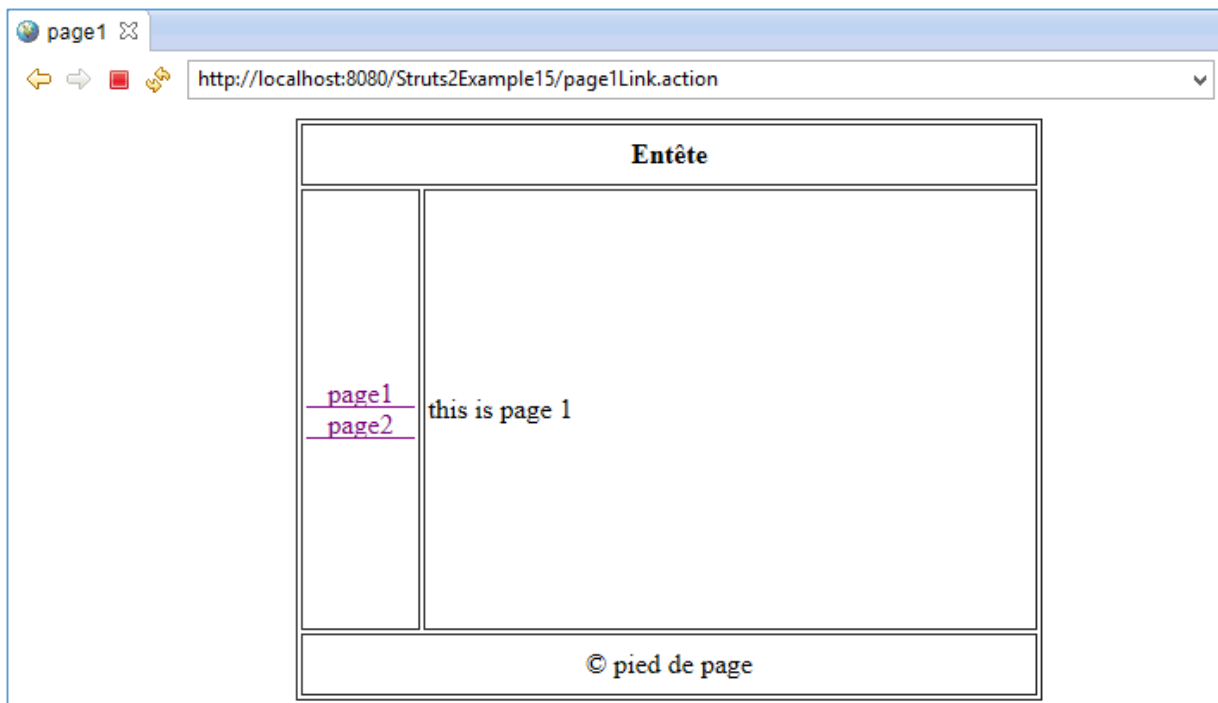 page1
http://localhost:8080/Struts2Example15/page1Link.action
Entête
page1
page2
this is page 1
© pied de page